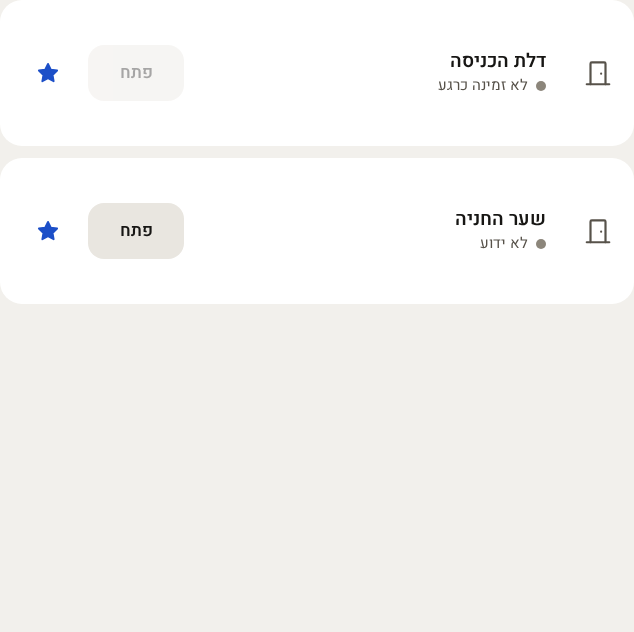 דלת הכניסה
לא זמינה כרגע
פתח
שער החניה
לא ידוע
פתח